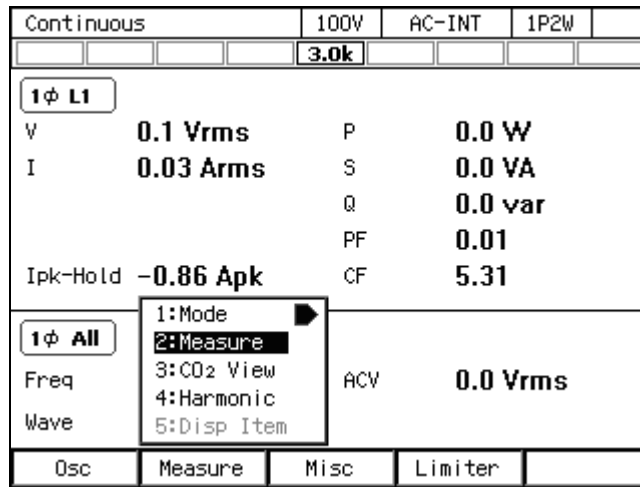 Continuous 100V AC-INT 1P2W
3.0k
1φ L1
V 0.1 Vrms P 0.0 W
I 0.03 Arms S 0.0 VA
Q 0.0 var
PF 0.01
Ipk-Hold -0.86 Apk CF 5.31
1:Mode
2:Measure
3:CO₂ View
4:Harmonic
5:Disp Item
1φ All
Freq ACV 0.0 Vrms
Wave
Osc Measure Misc Limiter